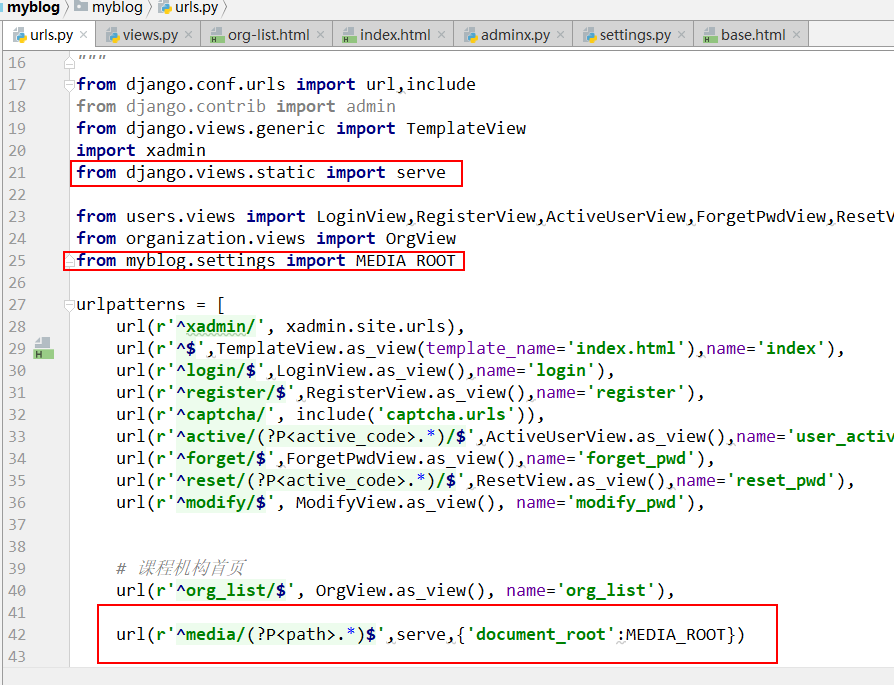 myblog myblog urls.py
urls.py views.py org-list.html index.html adminx.py settings.py base.html
16 """
17 from django.conf.urls import url,include
18 from django.contrib import admin
19 from django.views.generic import TemplateView
20 import xadmin
21 from django.views.static import serve
22
23 from users.views import LoginView,RegisterView,ActiveUserView,ForgetPwdView,ResetV
24 from organization.views import OrgView
25 from myblog.settings import MEDIA_ROOT
26
27 urlpatterns = [
28 url(r'^xadmin/', xadmin.site.urls),
29 url(r'^$',TemplateView.as_view(template_name='index.html'),name='index'),
30 url(r'^login/$',LoginView.as_view(),name='login'),
31 url(r'^register/$',RegisterView.as_view(),name='register'),
32 url(r'^captcha/', include('captcha.urls')),
33 url(r'^active/(?P<active_code>.*)/$',ActiveUserView.as_view(),name='user_activ
34 url(r'^forget/$',ForgetPwdView.as_view(),name='forget_pwd'),
35 url(r'^reset/(?P<active_code>.*)/$',ResetView.as_view(),name='reset_pwd'),
36 url(r'^modify/$', ModifyView.as_view(), name='modify_pwd'),
37
38
39 # 课程机构首页
40 url(r'^org_list/$', OrgView.as_view(), name='org_list'),
41
42 url(r'^media/(?P<path>.*)$',serve,{'document_root':MEDIA_ROOT})
43